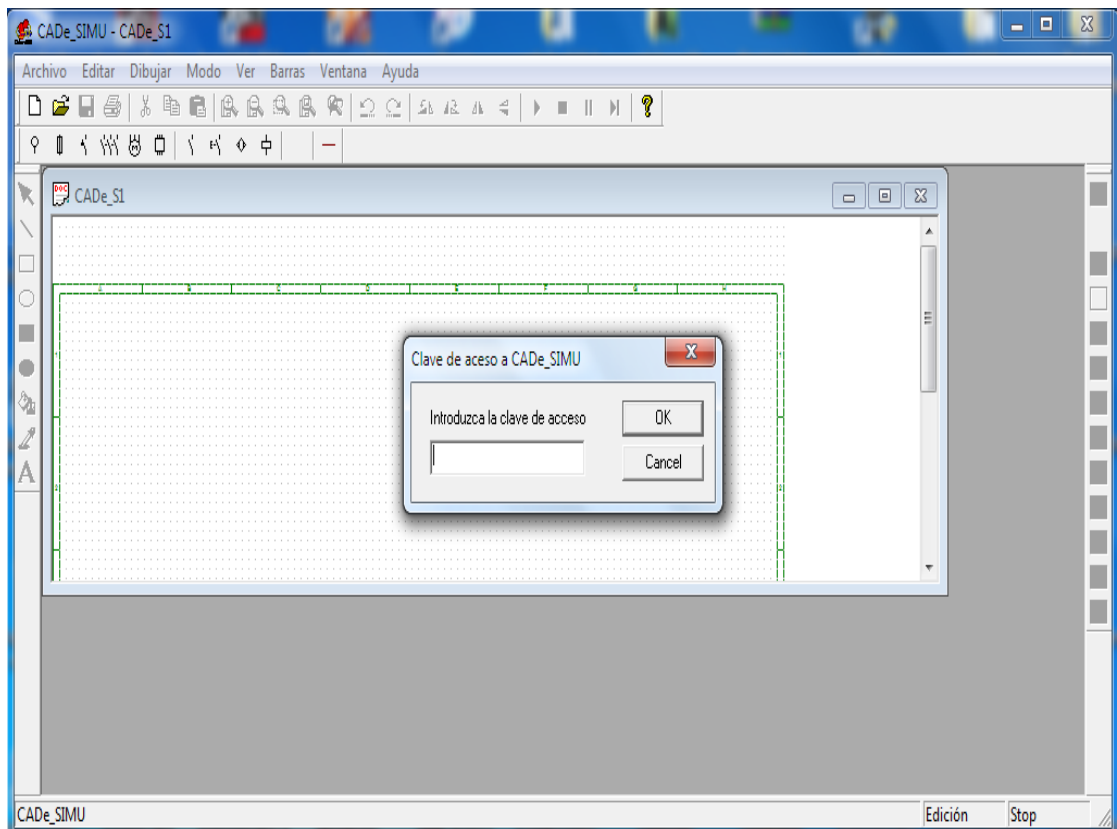 CADe_SIMU - CADe_S1
Archivo Editar Dibujar Modo Ver Barras Ventana Ayuda
CADe_S1
A B C D E F G H
Clave de aceso a CADe_SIMU
Introduzca la clave de acceso
OK
Cancel
A
CADe_SIMU
Edición
Stop